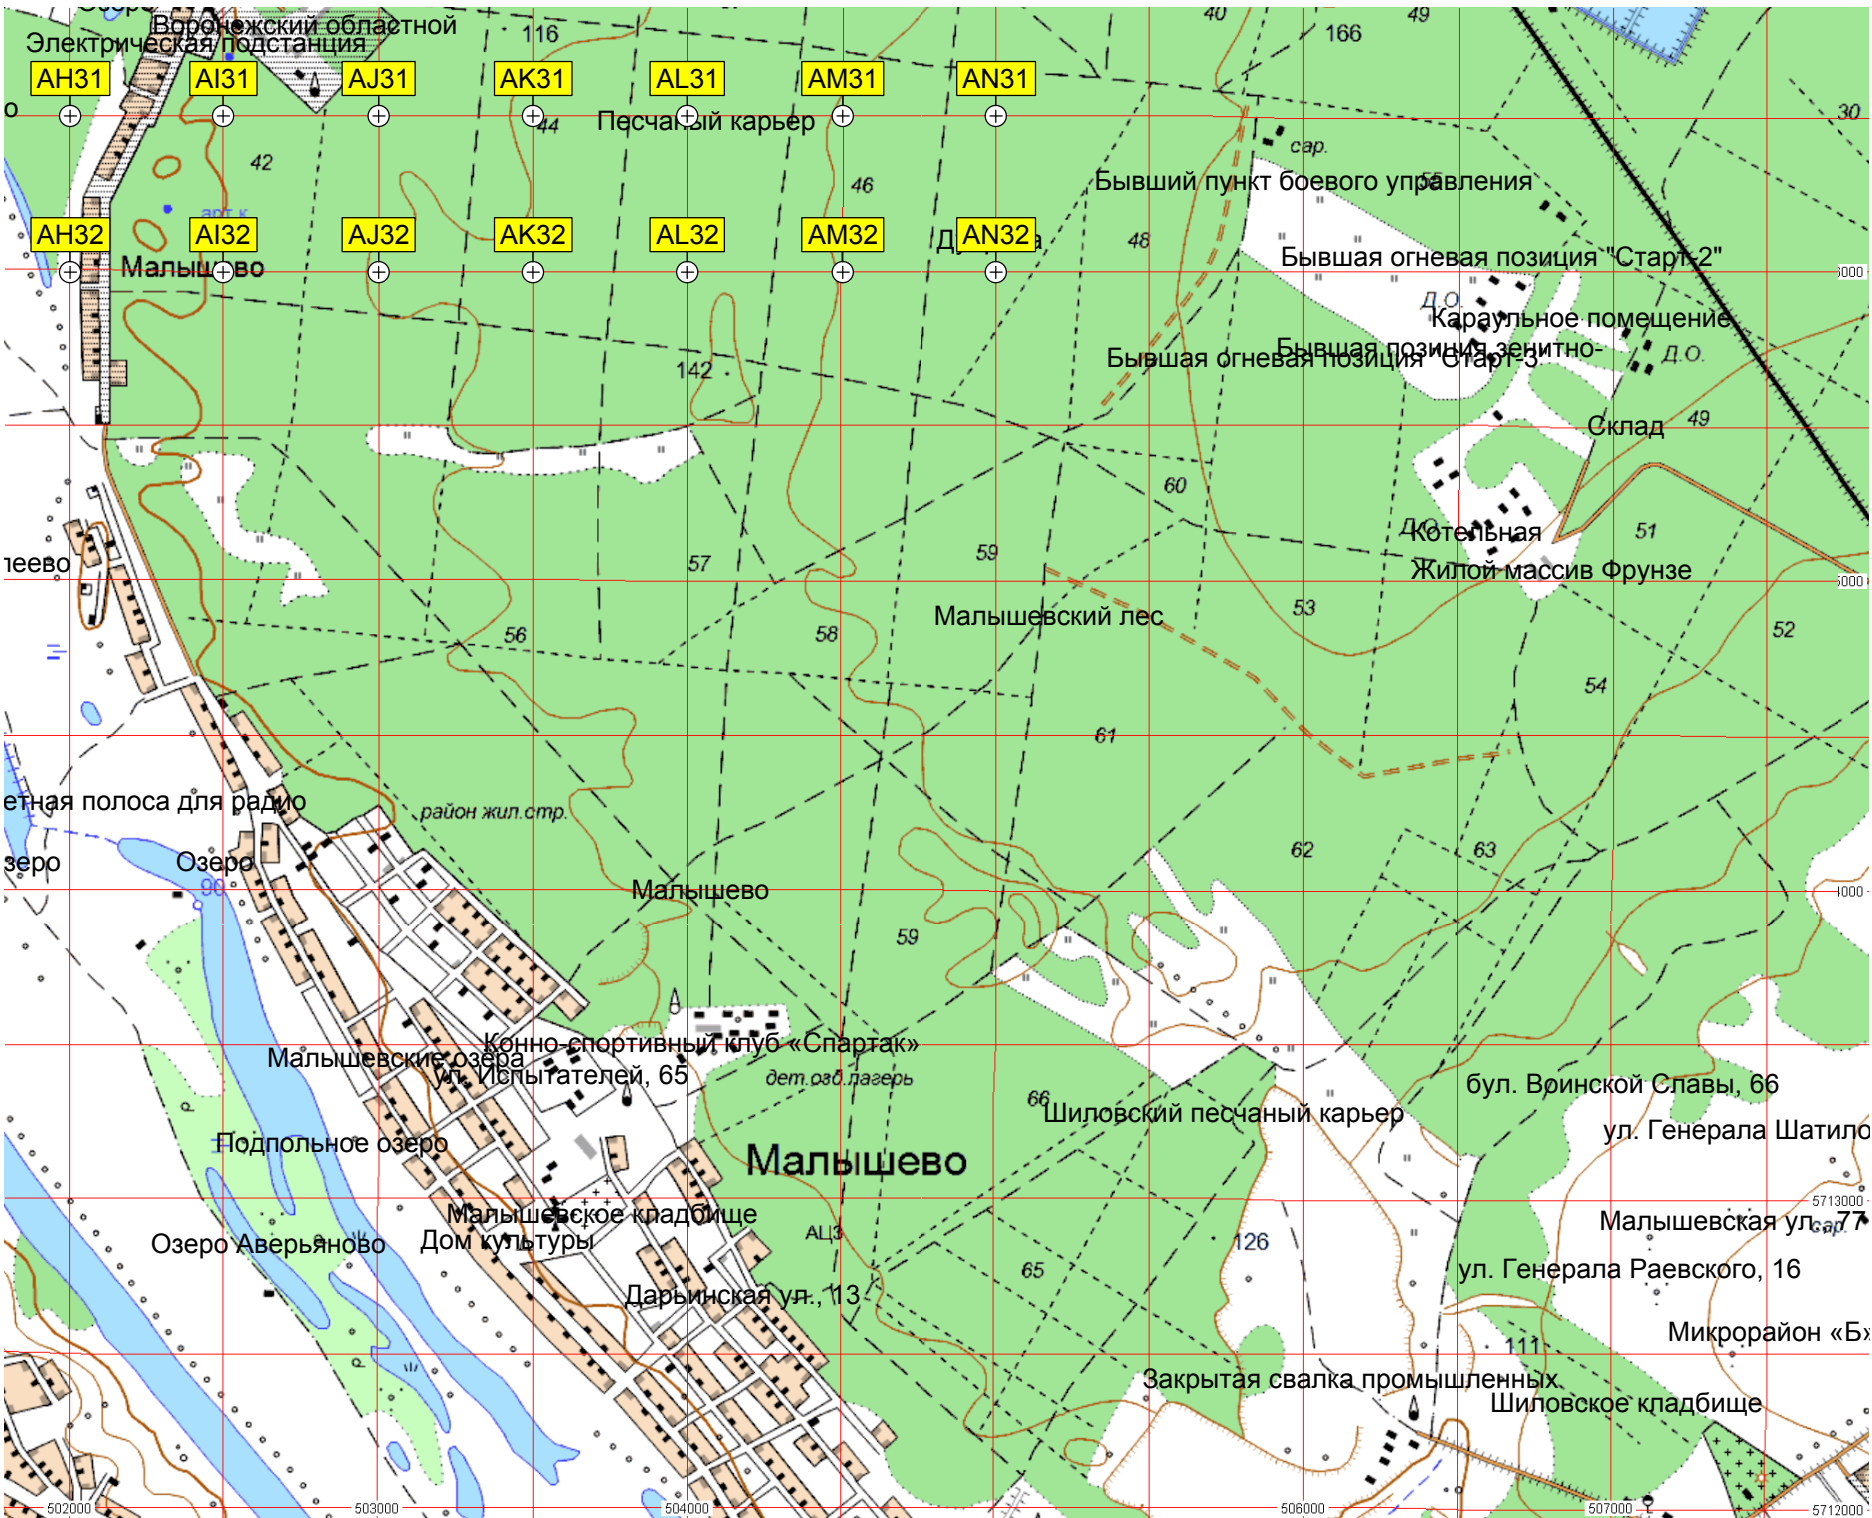 40
49
Воронежский областной
116
166
Электрическая подстанция
AH31
AI31
AJ31
AK31
AL31
AM31
AN31
30
44
Песчаный карьер
сар.
42
46
Бывший пункт боевого управления
55
арт.к.
AH32
AI32
AJ32
AK32
AL32
AM32
AN32
48
Малышево
Бывшая огневая позиция "Старт-2"
Д.О.
Караульное помещение
Бывшая позиция зенитно-
Д.О.
Бывшая огневая позиция "Старт-3"
142
49
Склад
60
Д.О.
Котельная
51
59
57
леево
Жилой массив Фрунзе
53
Малышевский лес
52
56
58
54
61
етная полоса для радио
район жил.стр.
зеро
Озеро
62
63
90
Малышево
59
Конно-спортивный клуб «Спартак»
Малышевские озёра
ул. Испытателей, 65
дет.озд.лагерь
бул. Воинской Славы, 66
66
Шиловский песчаный карьер
ул. Генерала Шатило
Подпольное озеро
Малышево
5713000
Малышевское кладбище
Малышевская ул., 77
сар.
Озеро Аверьяново
Дом культуры
АЦЗ
126
65
ул. Генерала Раевского, 16
Дарьинская ул., 13
Микрорайон «Б»
111
Закрытая свалка промышленных
Шиловское кладбище
502000
503000
504000
506000
507000
5712000